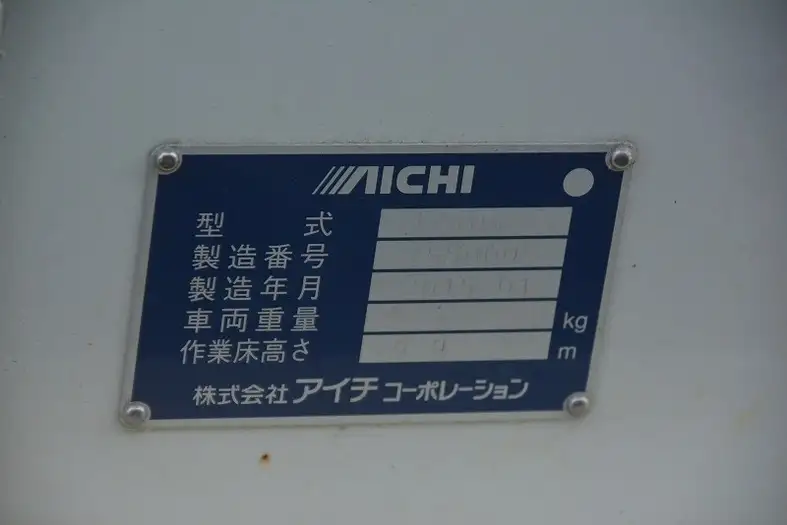 AICHI
型式
製造番号
製造年月
車両重量 kg
作業床高さ m
株式会社アイチコーポレーション